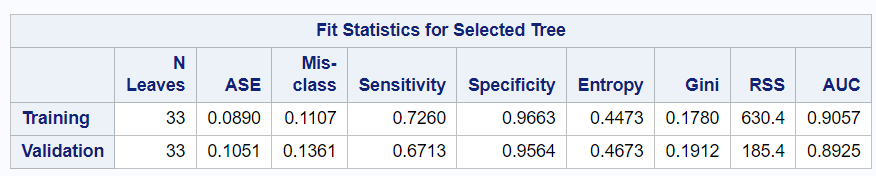 Fit Statistics for Selected Tree
N Leaves ASE Mis-class Sensitivity Specificity Entropy Gini RSS AUC
Training 33 0.0890 0.1107 0.7260 0.9663 0.4473 0.1780 630.4 0.9057
Validation 33 0.1051 0.1361 0.6713 0.9564 0.4673 0.1912 185.4 0.8925